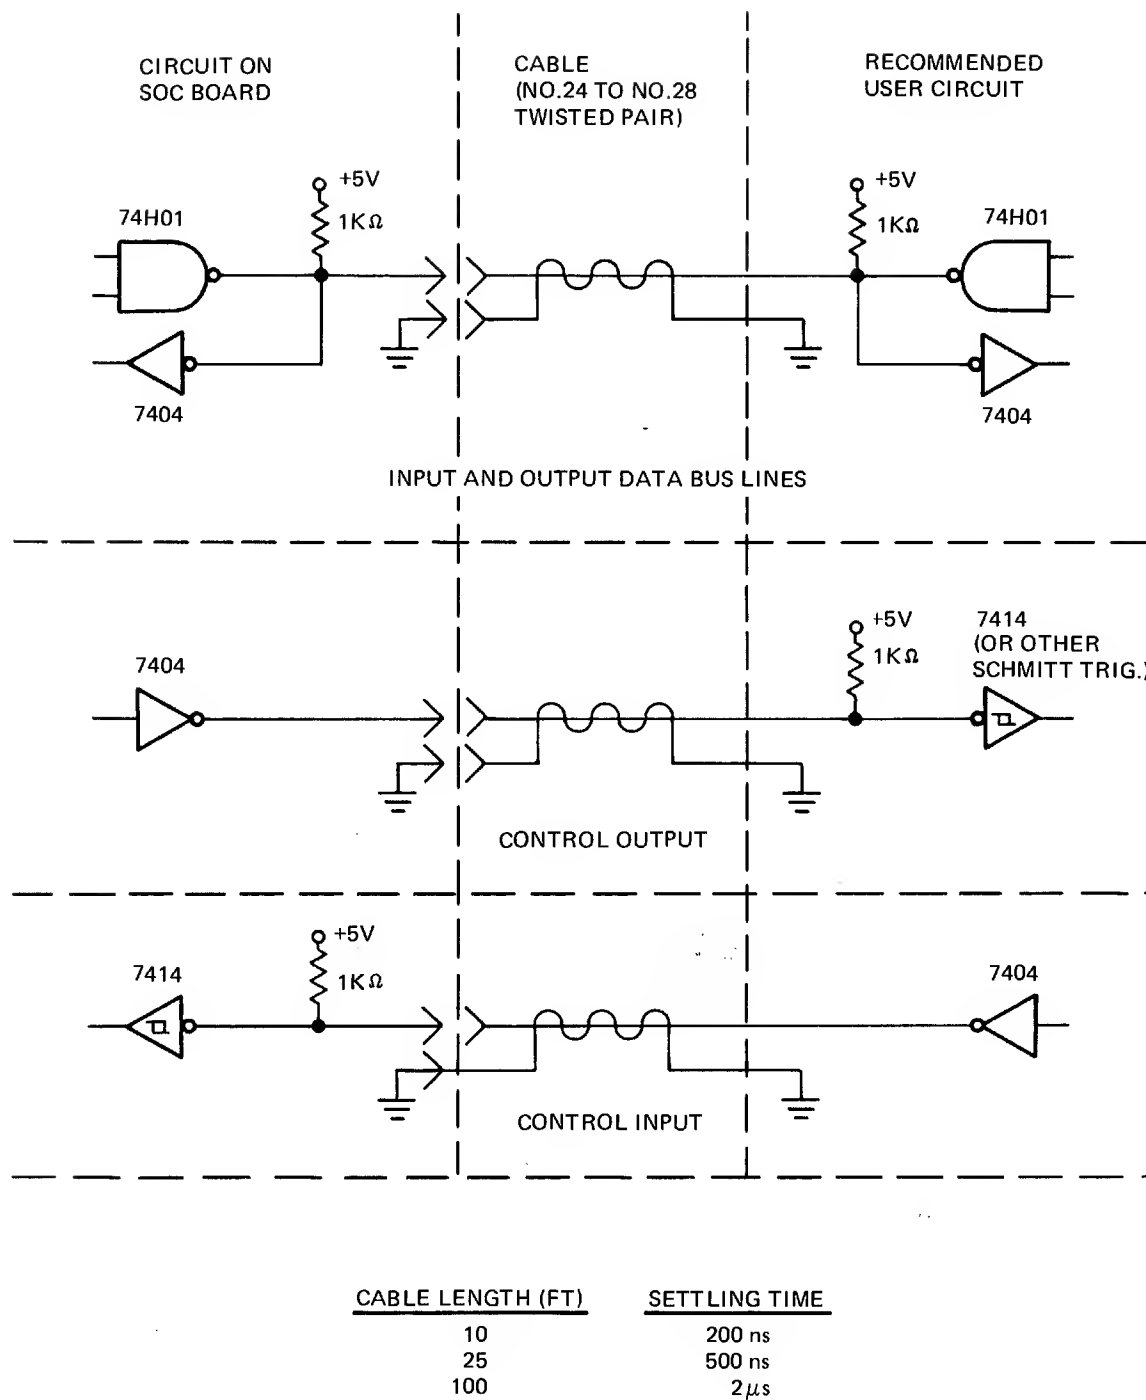 CIRCUIT ON
SOC BOARD
CABLE
(NO.24 TO NO.28
TWISTED PAIR)
RECOMMENDED
USER CIRCUIT
+5V
1KΩ
74H01
7404
+5V
1KΩ
74H01
7404
INPUT AND OUTPUT DATA BUS LINES
7404
+5V
1KΩ
7414
(OR OTHER
SCHMITT TRIG.)
CONTROL OUTPUT
7414
+5V
1KΩ
7404
CONTROL INPUT
CABLE LENGTH (FT) SETTLING TIME
10 200 ns
25 500 ns
100 2μs